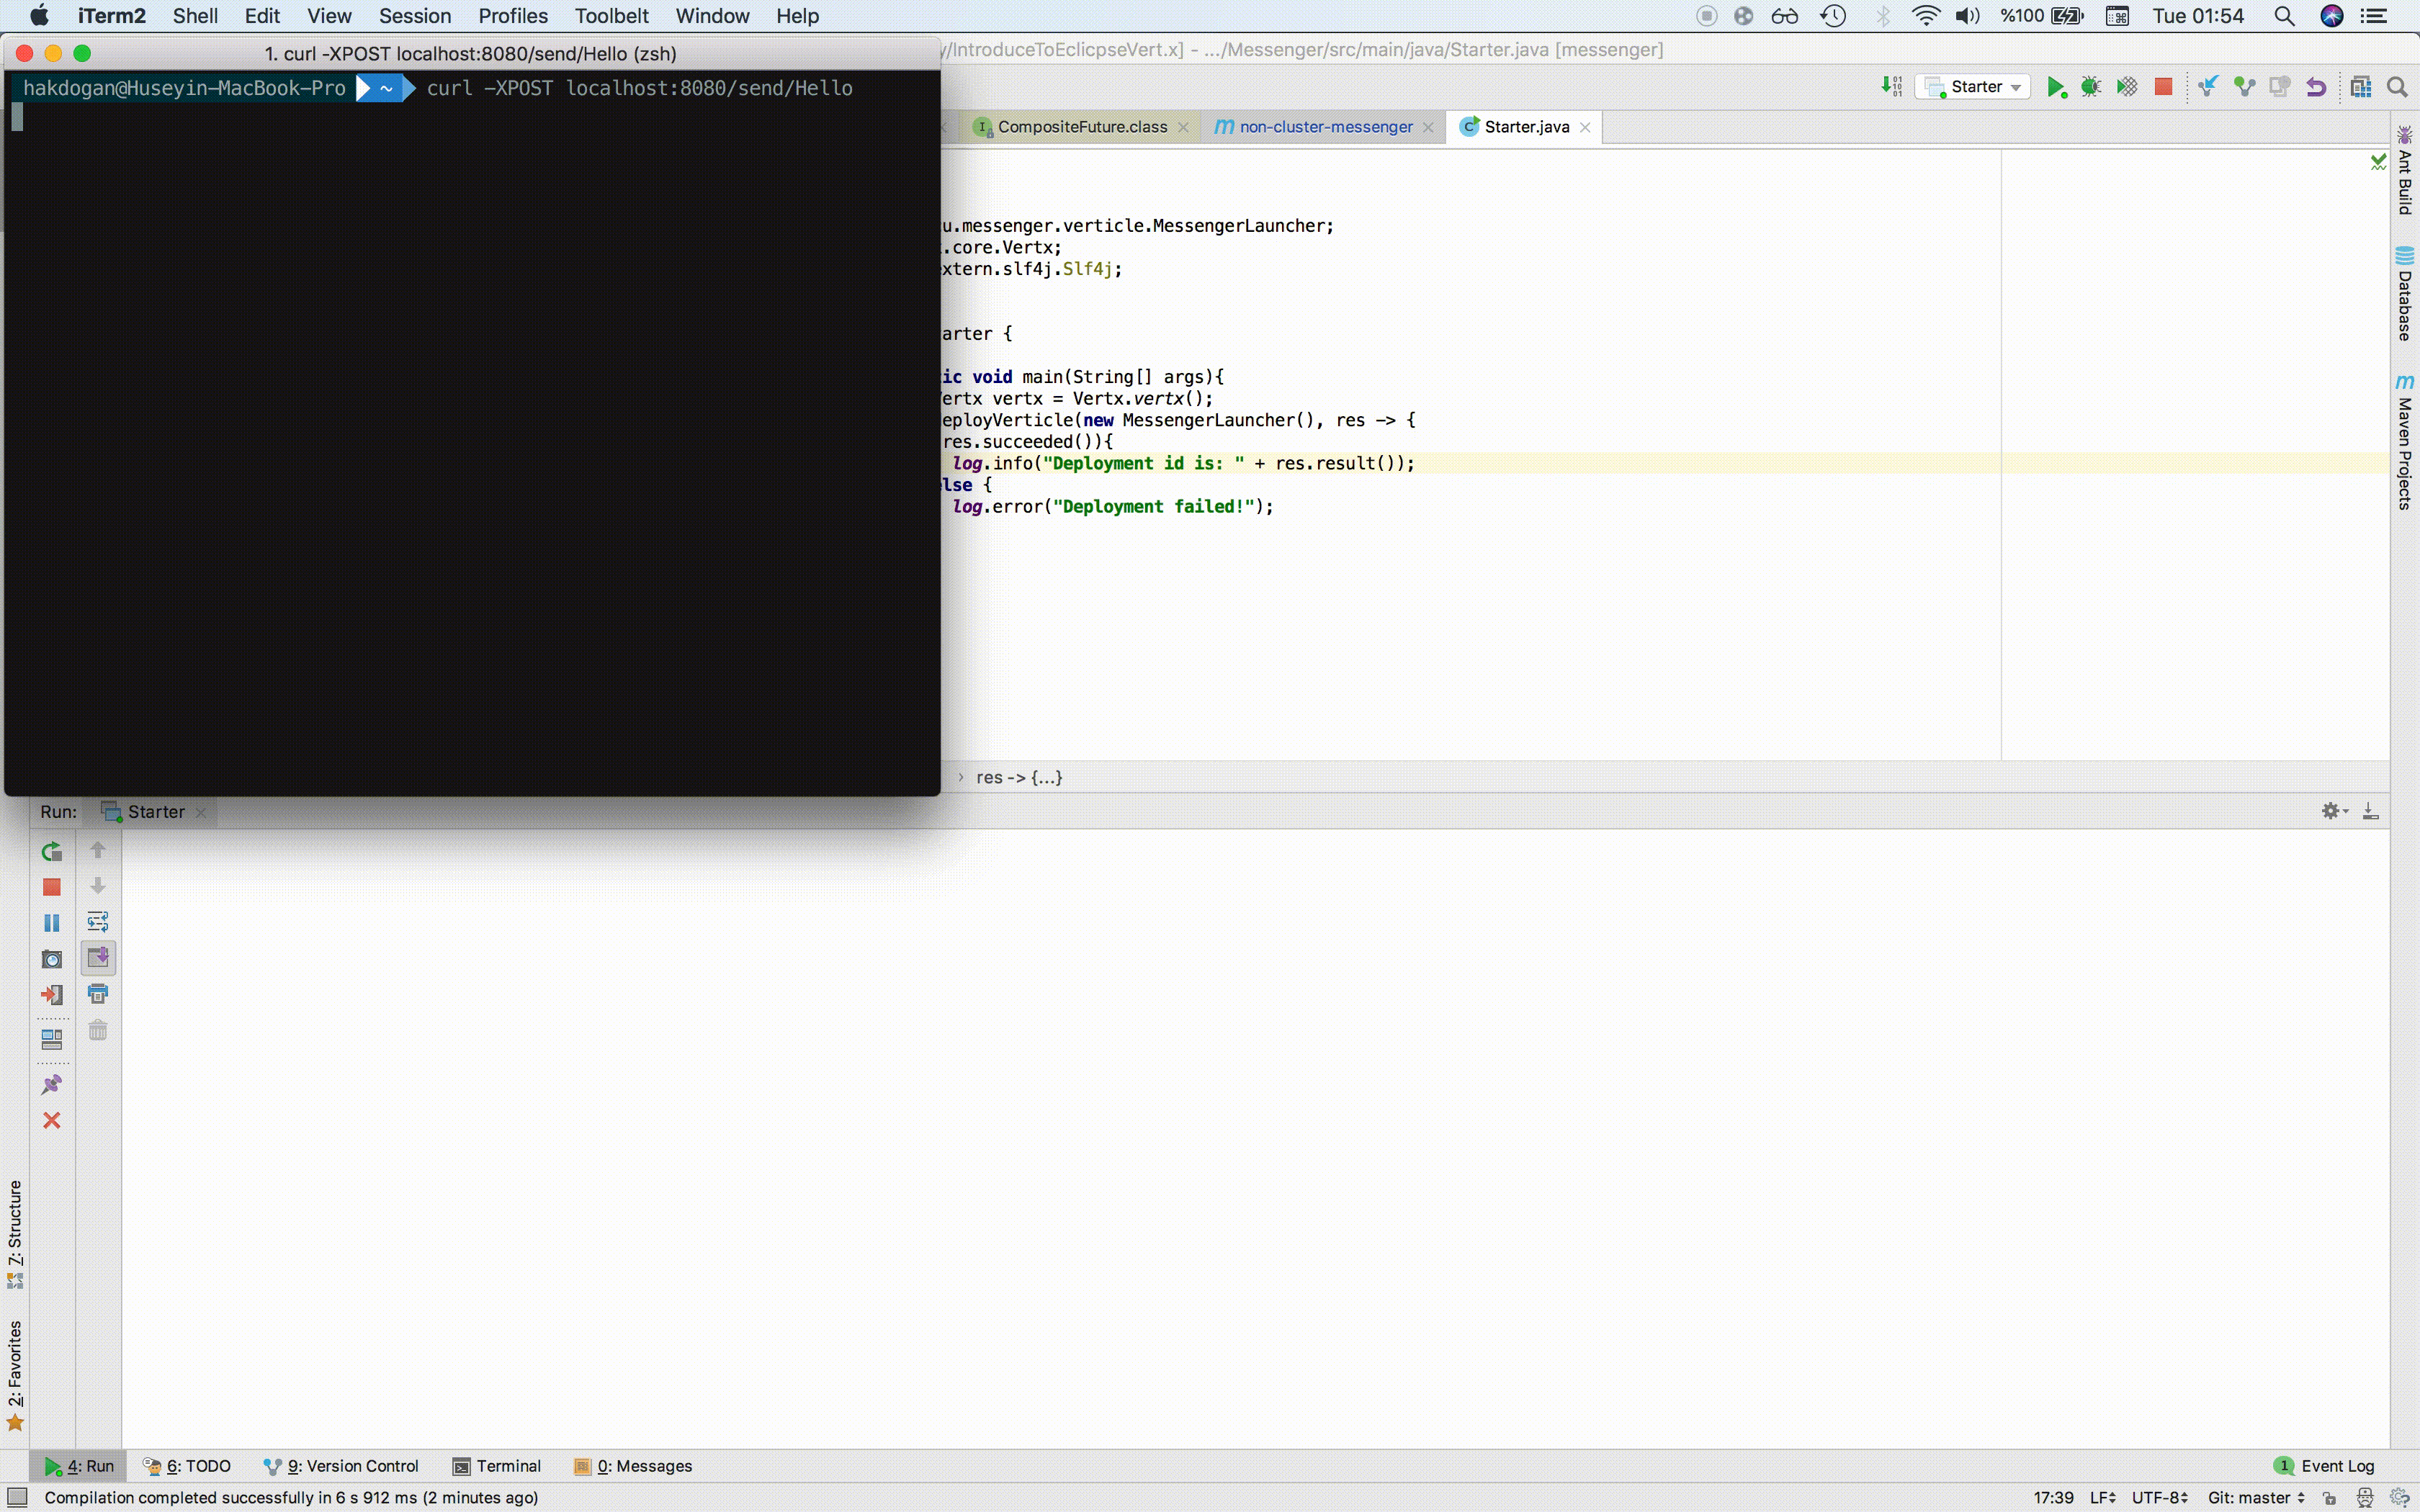 iTerm2 Shell Edit View Session Profiles Toolbelt Window Help %100 Tue 01:54
1. curl -XPOST localhost:8080/send/Hello (zsh)
y/IntroduceToEclicpseVert.x] - .../Messenger/src/main/java/Starter.java [messenger]
hakdogan@Huseyin-MacBook-Pro ~ curl -XPOST localhost:8080/send/Hello
Starter
CompositeFuture.class non-cluster-messenger Starter.java
u.messenger.verticle.MessengerLauncher;
.core.Vertx;
extern.slf4j.Slf4j;
arter {
ic void main(String[] args){
ertx vertx = Vertx.vertx();
eployVerticle(new MessengerLauncher(), res -> {
res.succeeded()){
log.info("Deployment id is: " + res.result());
lse {
log.error("Deployment failed!");
res -> {...}
Ant Build
Database
Maven Projects
Run: Starter
7: Structure
2: Favorites
4: Run 6: TODO 9: Version Control Terminal 0: Messages 1 Event Log
Compilation completed successfully in 6 s 912 ms (2 minutes ago) 17:39 LF UTF-8 Git: master